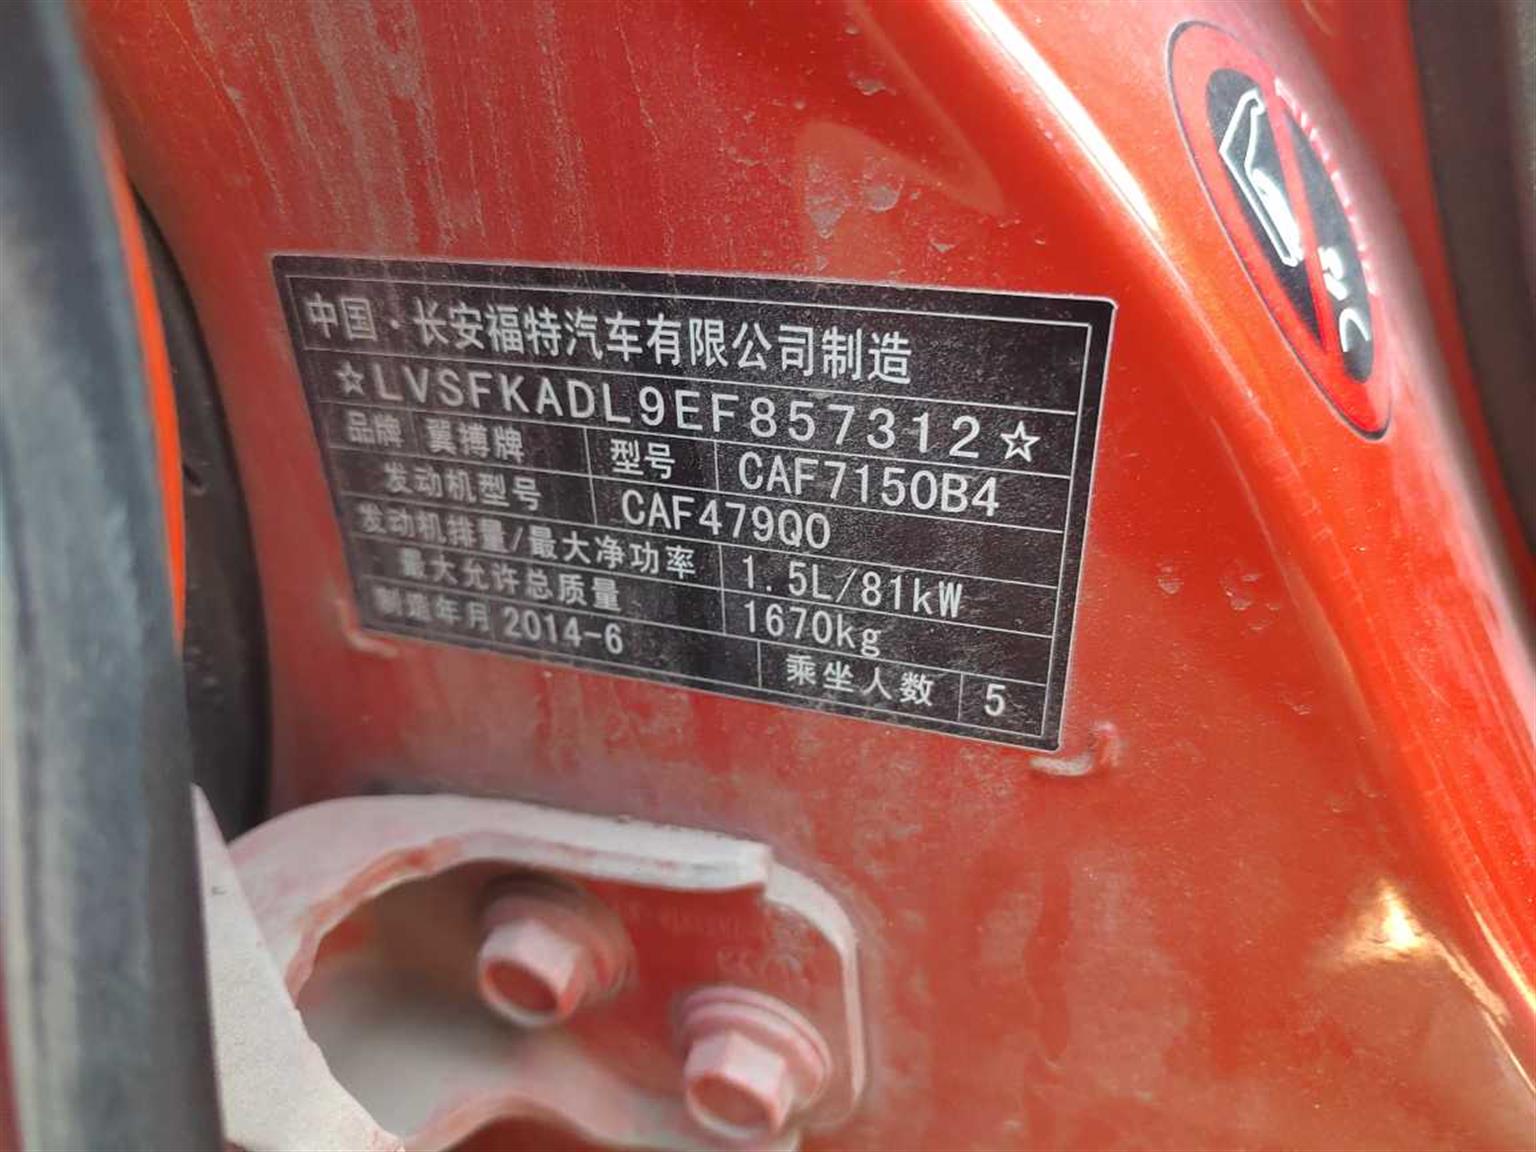 中国·长安福特汽车有限公司制造
☆LVSFKADL9EF857312☆
品牌 翼搏牌 型号 CAF7150B4
发动机型号 CAF479Q0
发动机排量/最大净功率 1.5L/81kW
最大允许总质量 1670kg
制造年月 2014-6 乘坐人数 5